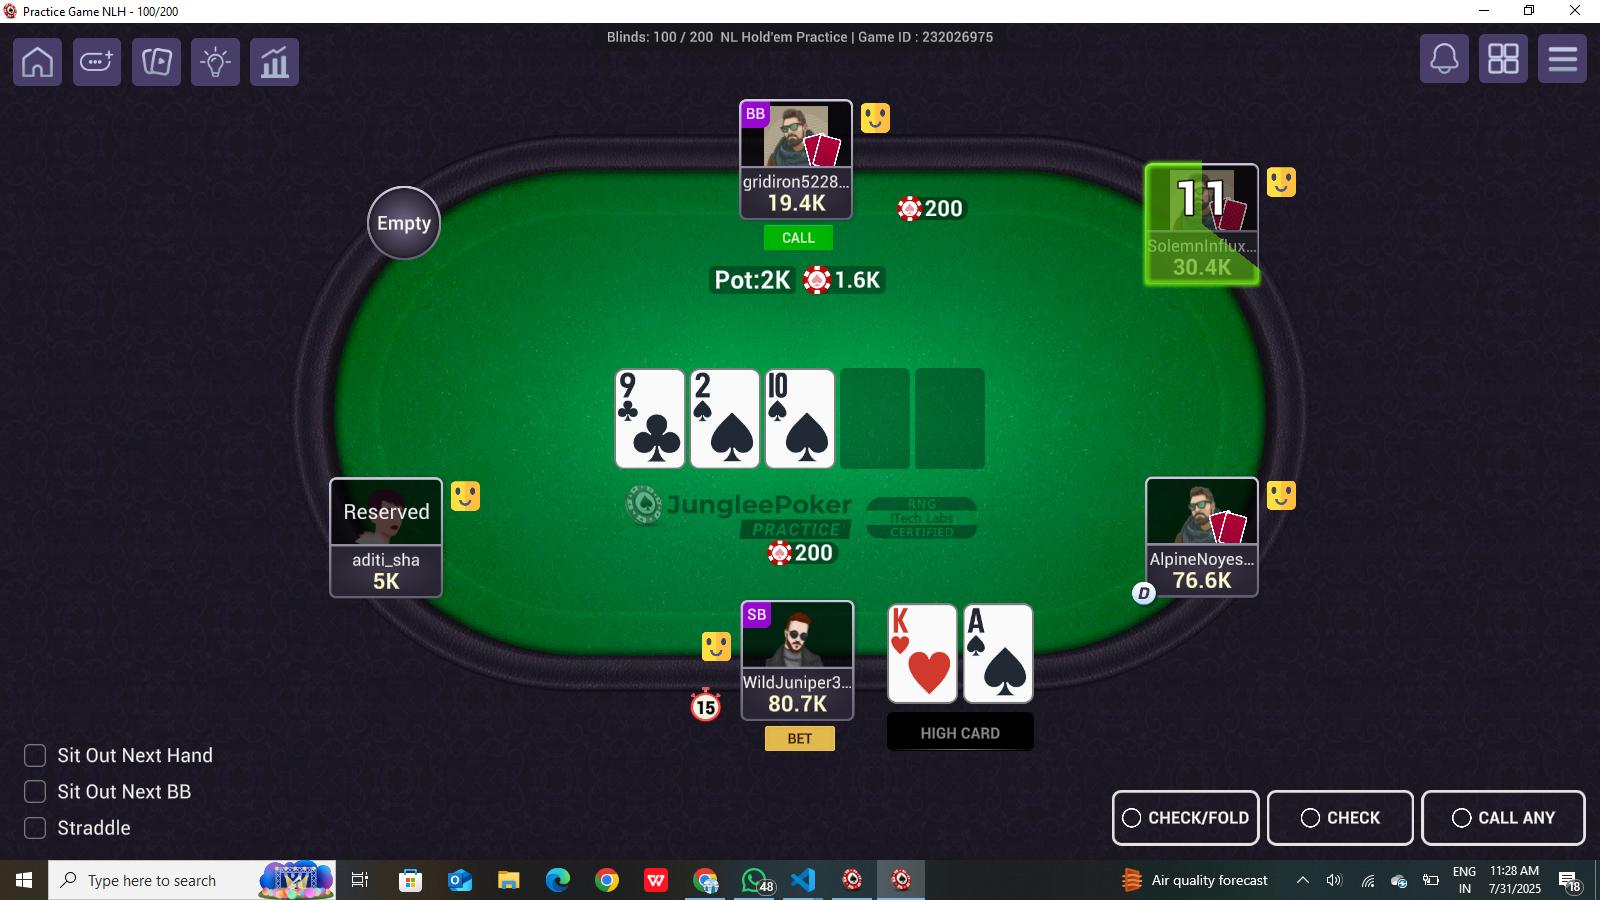 Practice Game NLH - 100/200
Blinds: 100 / 200 NL Hold'em Practice | Game ID : 232026975
BB
gridiron5228...
19.4K
CALL
200
11
SolemnInflux...
30.4K
Empty
Pot:2K 1.6K
9
2
10
JungleePoker
PRACTICE
RNG
iTech Labs
CERTIFIED
200
Reserved
aditi_sha
5K
AlpineNoyes...
76.6K
D
SB
WildJuniper3...
80.7K
BET
15
K
A
HIGH CARD
Sit Out Next Hand
Sit Out Next BB
Straddle
CHECK/FOLD
CHECK
CALL ANY
Type here to search
48
Air quality forecast
ENG
IN
11:28 AM
7/31/2025
18